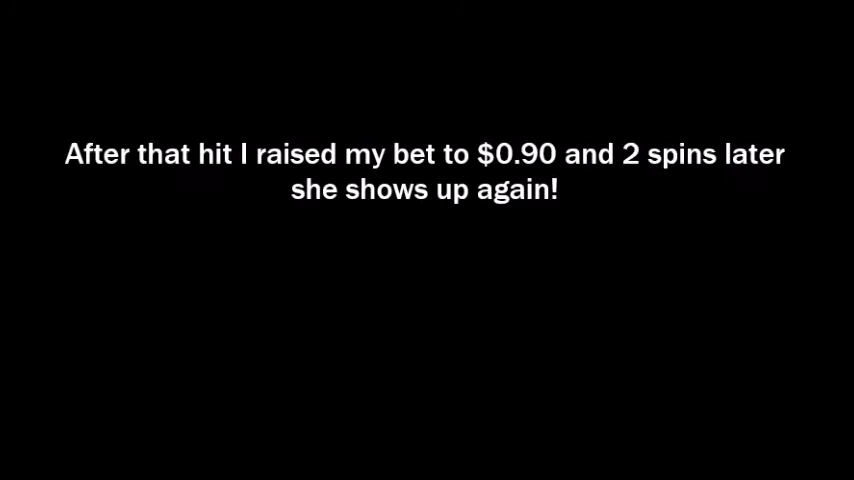 After that hit I raised my bet to $0.90 and 2 spins later
she shows up again!